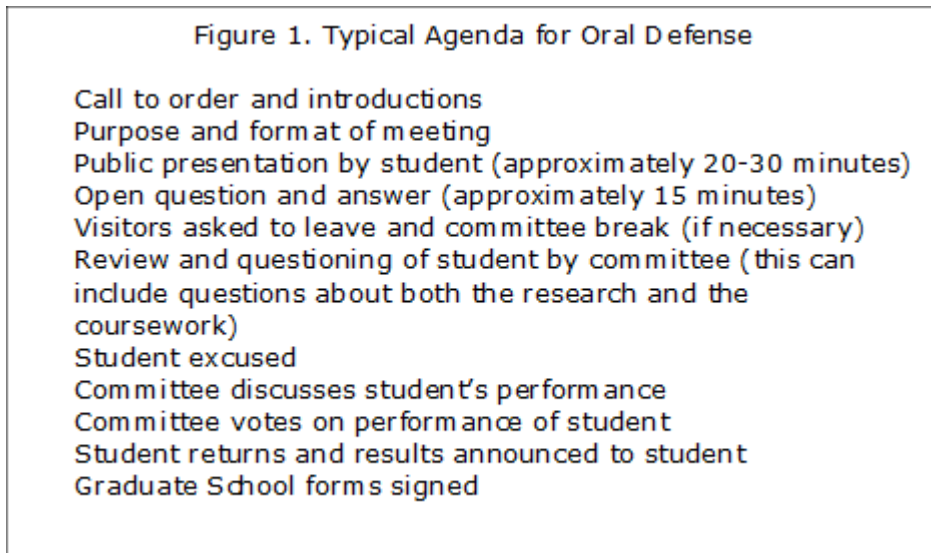 Figure 1. Typical Agenda for Oral Defense
Call to order and introductions
Purpose and format of meeting
Public presentation by student (approximately 20-30 minutes)
Open question and answer (approximately 15 minutes)
Visitors asked to leave and committee break (if necessary)
Review and questioning of student by committee (this can
include questions about both the research and the
coursework)
Student excused
Committee discusses student’s performance
Committee votes on performance of student
Student returns and results announced to student
Graduate School forms signed